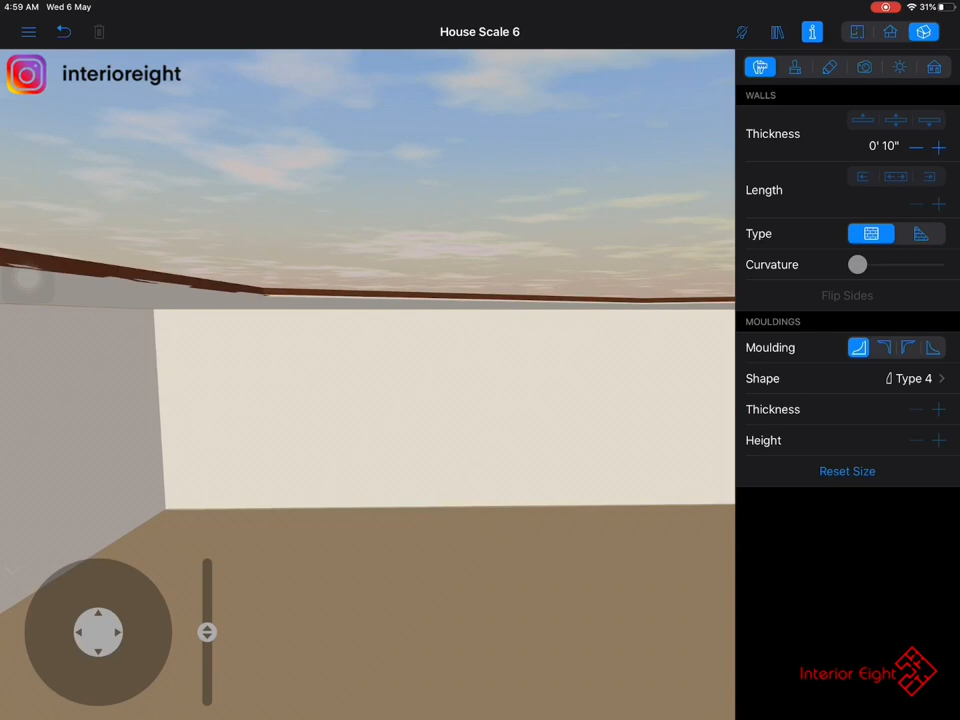 4:59 AM Wed 6 May
31%
House Scale 6
interioreight
WALLS
Thickness
0' 10"
Length
Type
Curvature
Flip Sides
MOULDINGS
Moulding
Shape
Type 4
Thickness
Height
Reset Size
Interior Eight